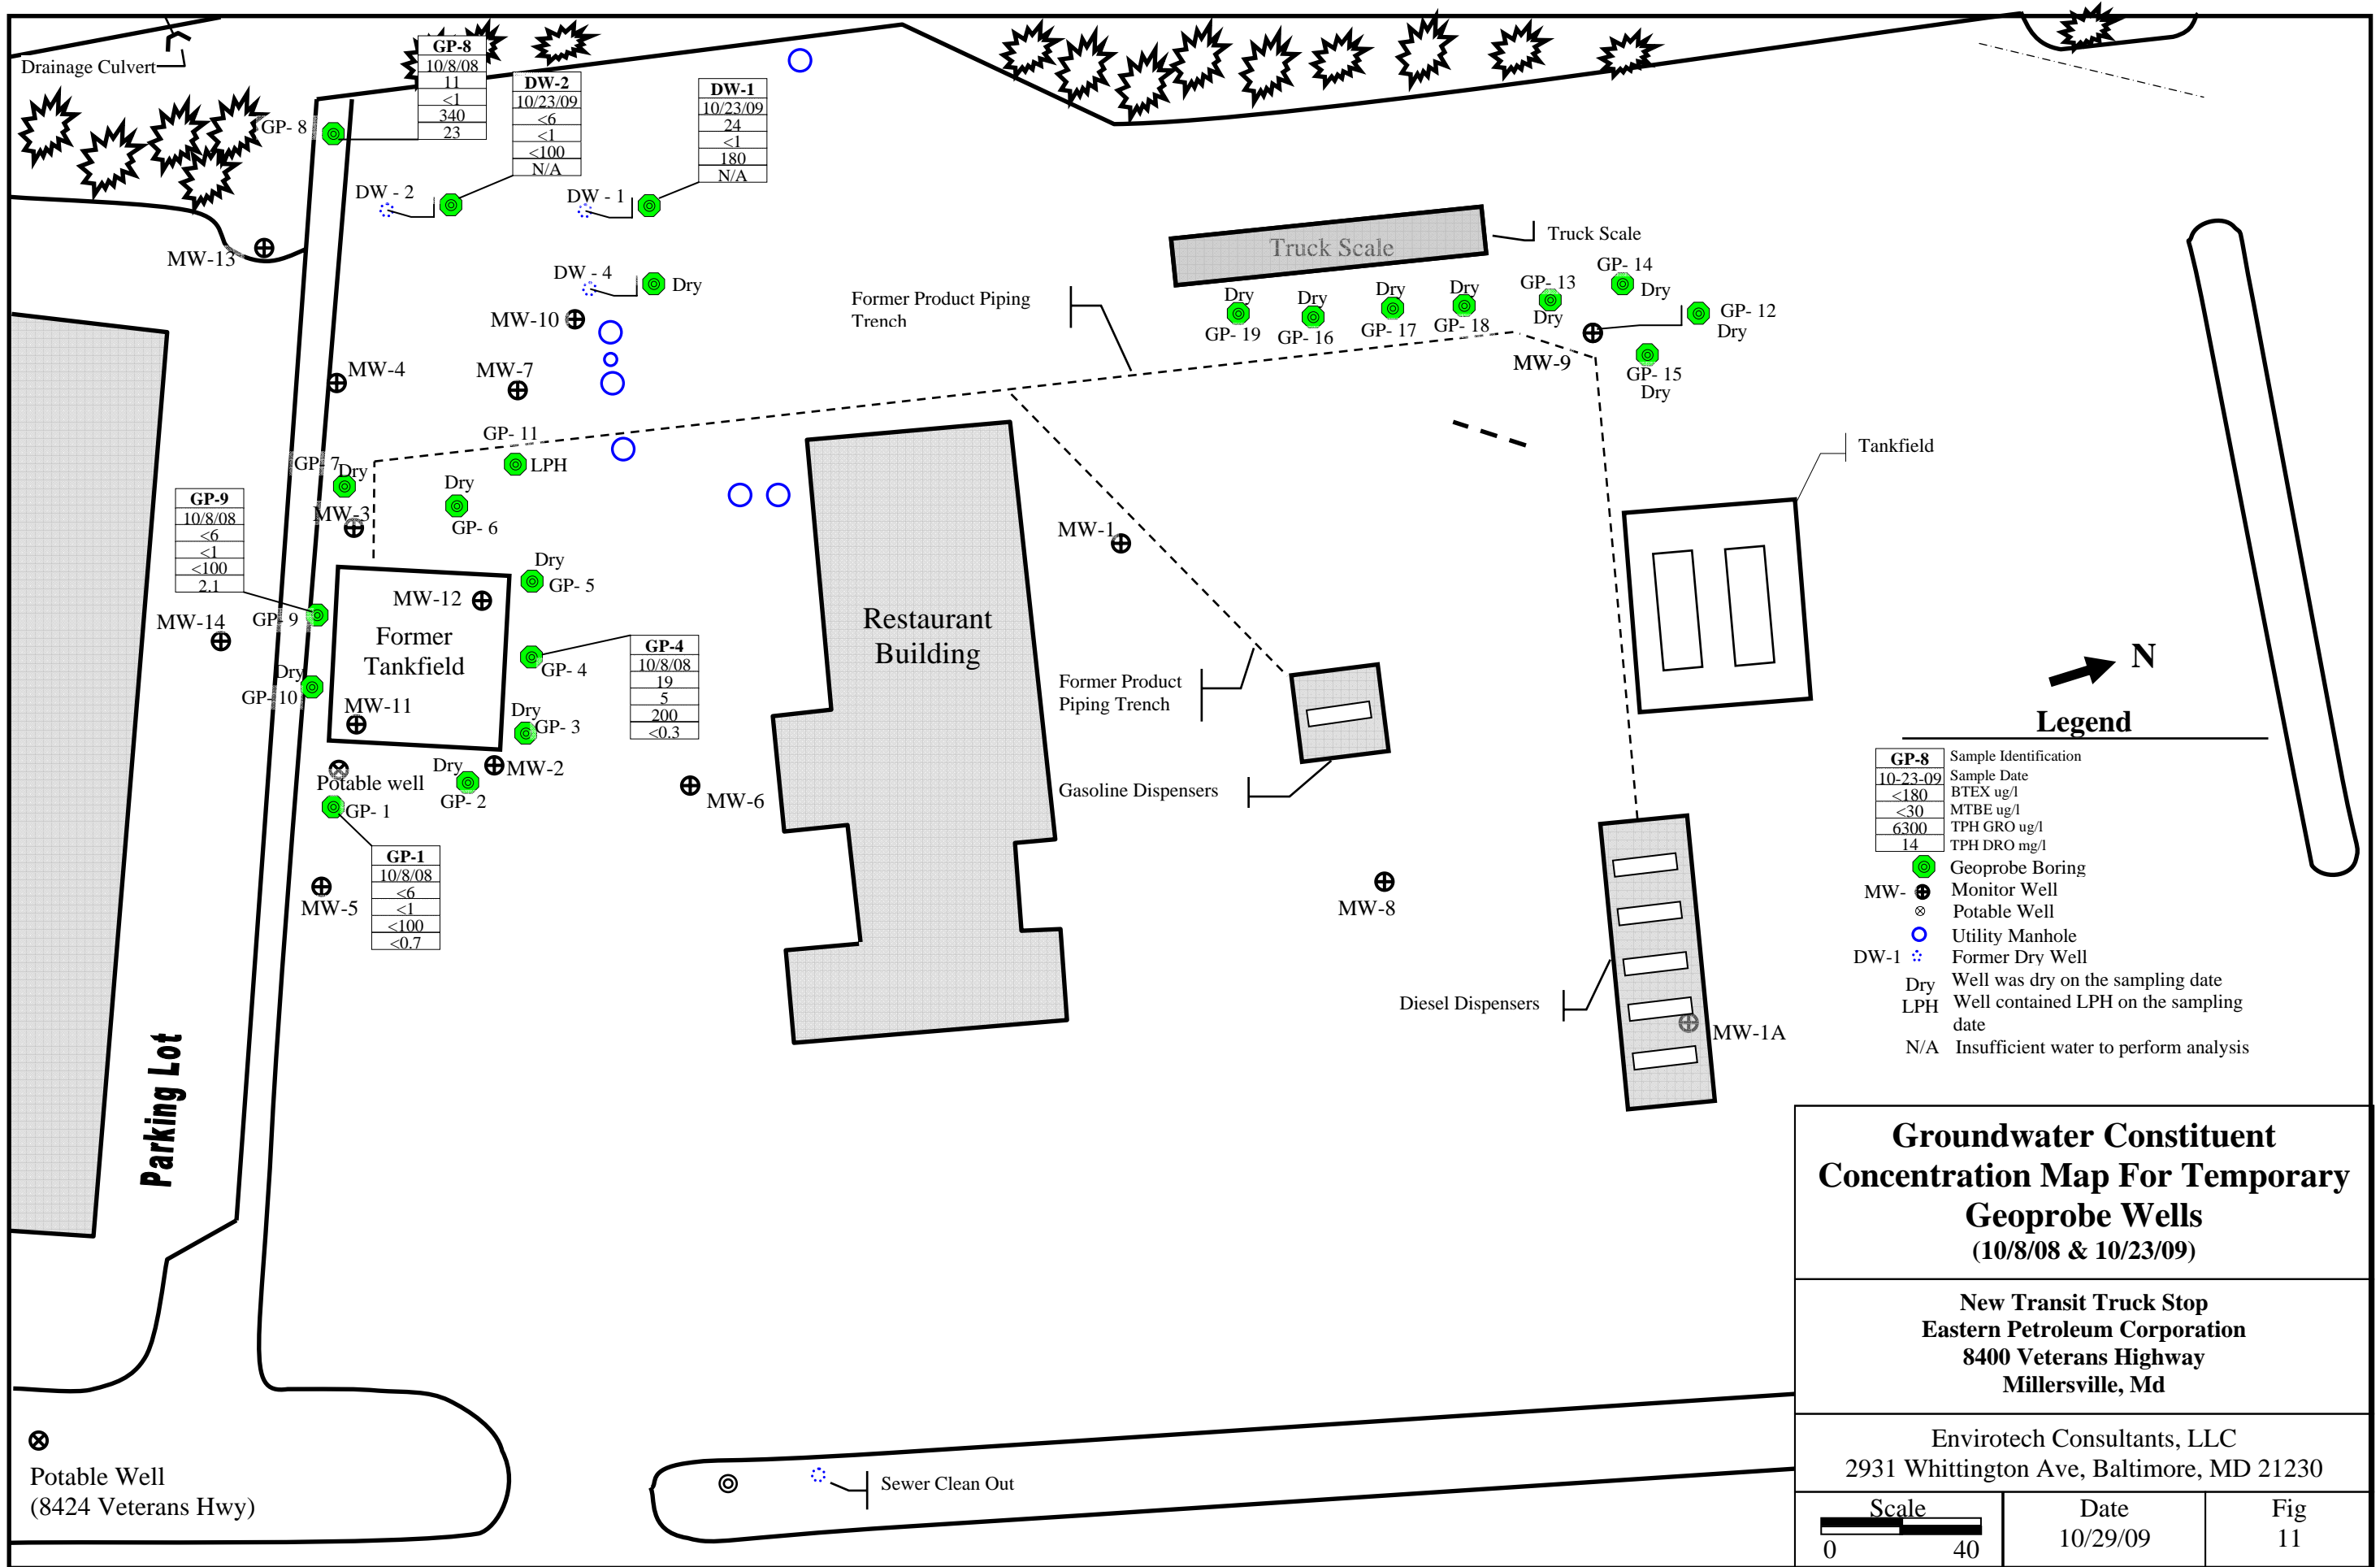 Drainage Culvert
GP-8
10/8/08
11
<1
340
23
DW-2
10/23/09
<6
<1
<100
N/A
DW-1
10/23/09
24
<1
180
N/A
GP- 8
DW - 2
DW - 1
MW-13
DW - 4
Dry
MW-10
MW-4
MW-7
Truck Scale
Truck Scale
Former Product Piping
Trench
Dry
GP- 19
Dry
GP- 16
Dry
GP- 17
Dry
GP- 18
GP- 13
Dry
GP- 14
Dry
GP- 12
Dry
MW-9
GP- 15
Dry
GP- 11
LPH
GP- 7
Dry
MW-3
Dry
GP- 6
GP-9
10/8/08
<6
<1
<100
2.1
Dry
GP- 5
MW-12
MW-14
GP- 9
Former
Tankfield
GP- 4
GP-4
10/8/08
19
5
200
<0.3
Dry
GP- 10
MW-11
Dry
GP- 3
Potable well
Dry
MW-2
GP- 2
GP- 1
MW-6
GP-1
10/8/08
<6
<1
<100
<0.7
MW-5
Restaurant
Building
MW-1
Former Product
Piping Trench
Gasoline Dispensers
MW-8
Tankfield
Diesel Dispensers
MW-1A
N
Legend
GP-8 Sample Identification
10-23-09 Sample Date
<180 BTEX ug/l
<30 MTBE ug/l
6300 TPH GRO ug/l
14 TPH DRO mg/l
Geoprobe Boring
MW- Monitor Well
Potable Well
Utility Manhole
DW-1 Former Dry Well
Dry Well was dry on the sampling date
LPH Well contained LPH on the sampling
date
N/A Insufficient water to perform analysis
Parking Lot
Potable Well
(8424 Veterans Hwy)
Sewer Clean Out
Groundwater Constituent
Concentration Map For Temporary
Geoprobe Wells
(10/8/08 & 10/23/09)
New Transit Truck Stop
Eastern Petroleum Corporation
8400 Veterans Highway
Millersville, Md
Envirotech Consultants, LLC
2931 Whittington Ave, Baltimore, MD 21230
Scale
0 40
Date
10/29/09
Fig
11